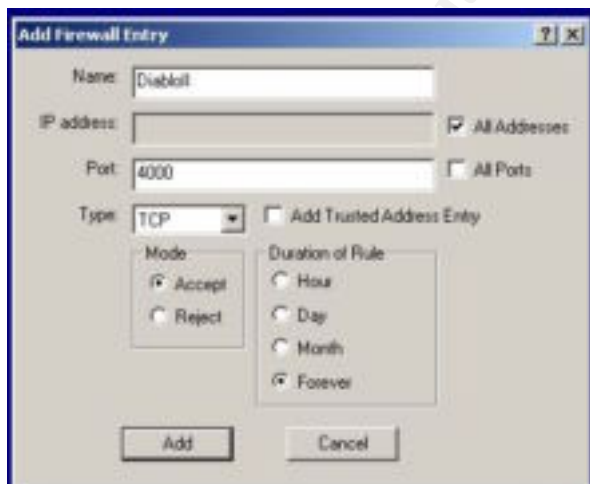 Add Firewall Entry
Name: DiabloII
IP address: All Addresses
Port: 4000 All Ports
Type: TCP Add Trusted Address Entry
Mode Duration of Rule
Accept Hour
Reject Day
Month
Forever
Add Cancel